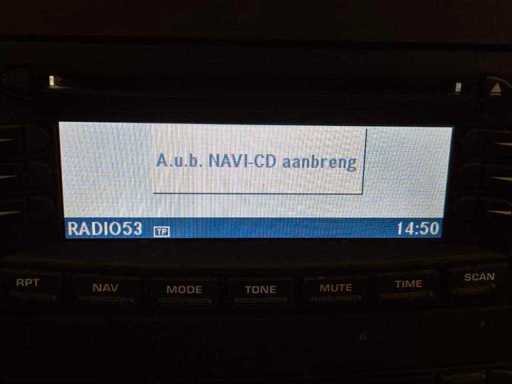 A.u.b. NAVI-CD aanbreng
RADIO53 TP 14:50
RPT NAV MODE TONE MUTE TIME SCAN